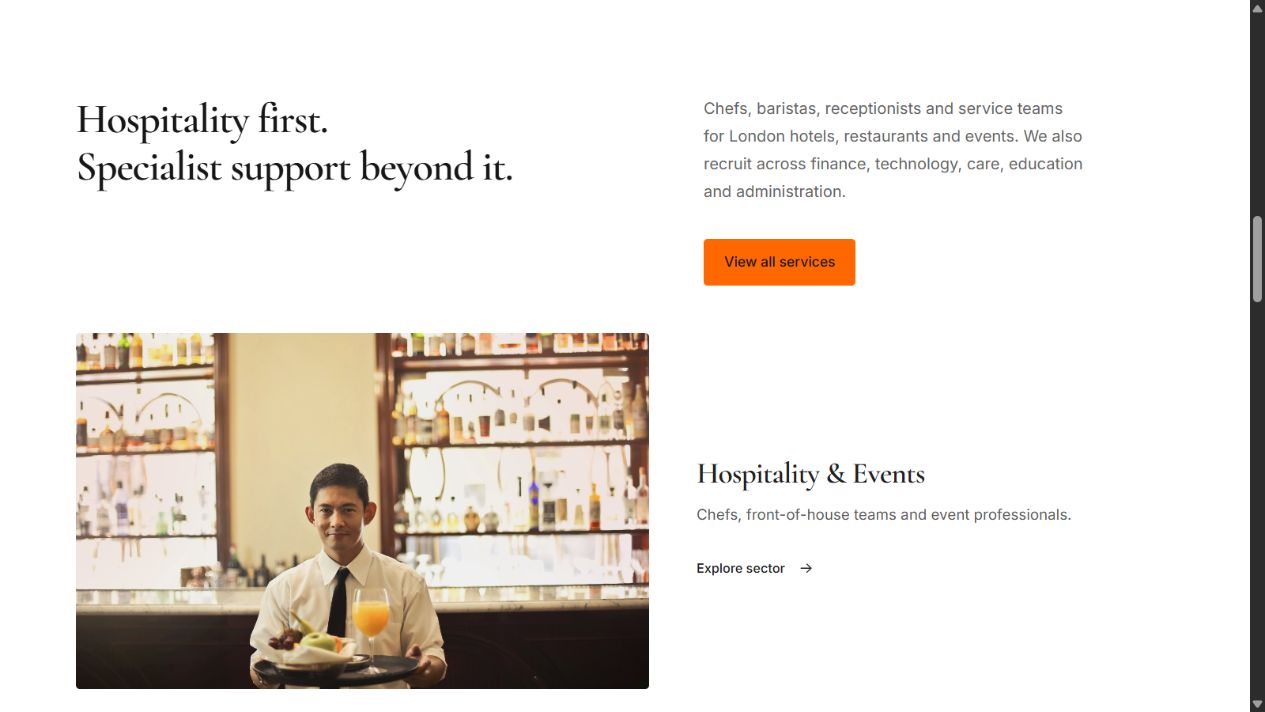 Hospitality first.
Specialist support beyond it.
Chefs, baristas, receptionists and service teams
for London hotels, restaurants and events. We also
recruit across finance, technology, care, education
and administration.
View all services
Hospitality & Events
Chefs, front-of-house teams and event professionals.
Explore sector →